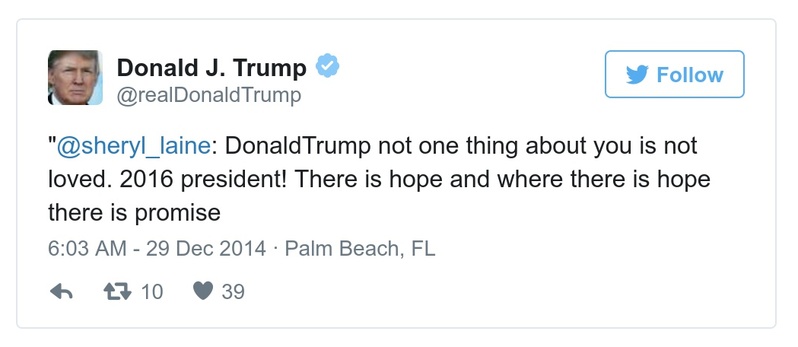 Donald J. Trump
@realDonaldTrump
Follow
"@sheryl_laine: DonaldTrump not one thing about you is not
loved. 2016 president! There is hope and where there is hope
there is promise
6:03 AM - 29 Dec 2014 · Palm Beach, FL
10 39